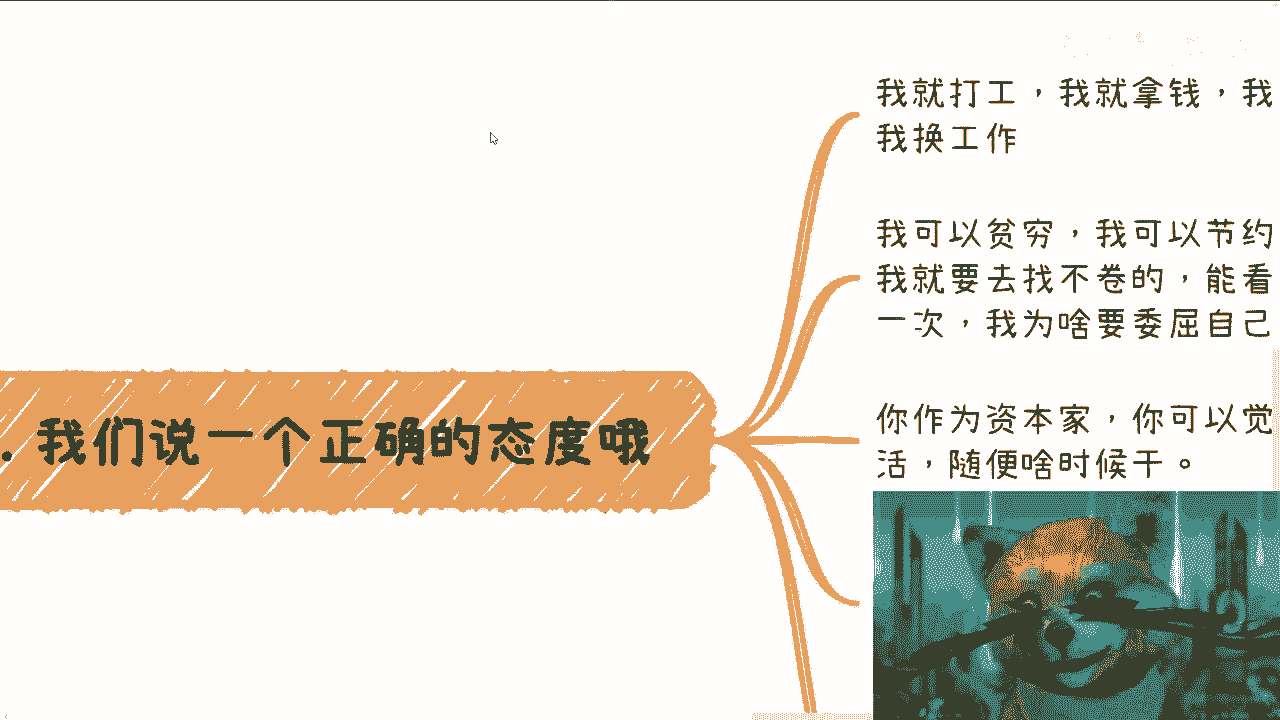 . 我们说一个正确的态度哦
我就打工，我就拿钱，我
我换工作
我可以贫穷，我可以节约
我就要去找不卷的，能看
一次，我为啥要委屈自己
你作为资本家，你可以觉
活，随便啥时候干。